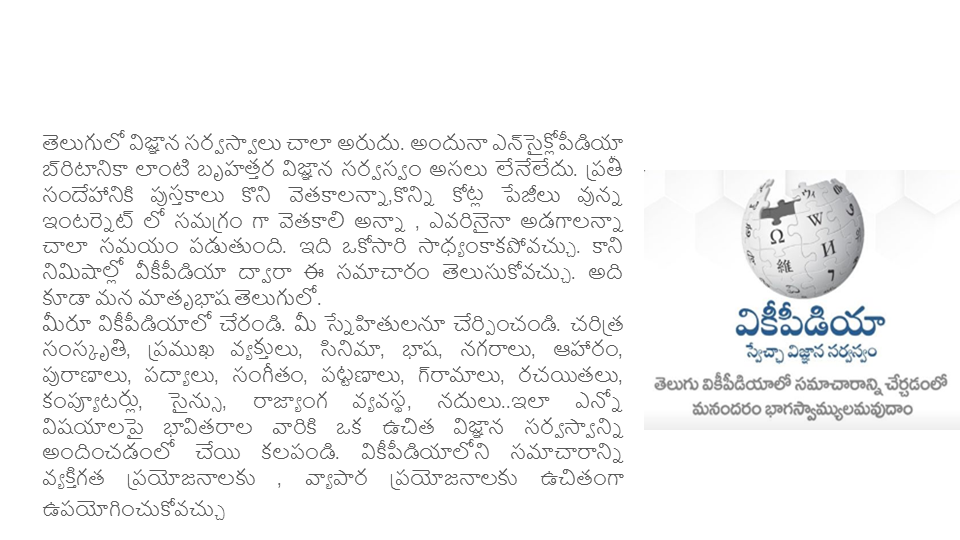 తెలుగులో విజ్ఞాన సర్వస్వాలు చాలా అరుదు. అందునా ఎన్‌సైక్లోపీడియా
బ్‌రిటానికా లాంటి బృహత్తర విజ్ఞాన సర్వస్వం అసలు లేనేలేదు. ప్రతీ
సందేహానికి పుస్తకాలు కొని వెతకాలన్నా,కొన్ని కోట్ల పేజీలు వున్న
ఇంటర్నెట్ లో సమగ్రం గా వెతకాలి అన్నా , ఎవరినైనా అడగాలన్నా
చాలా సమయం పడుతుంది. ఇది ఒకోసారి సాధ్యంకాకపోవచ్చు. కాని
నిమిషాల్లో వీకీపీడియా ద్వారా ఈ సమాచారం తెలుసుకోవచ్చు. అది
కూడా మన మాతృభాష తెలుగులో.
మీరూ వికీపీడియాలో చేరండి. మీ స్నేహితులనూ చేర్పించండి. చరిత్ర
సంస్కృతి, ప్రముఖ వ్యక్తులు, సినిమా, భాష, నగరాలు, ఆహారం,
పురాణాలు, పద్యాలు, సంగీతం, పట్టణాలు, గ్‌రామాలు, రచయితలు,
కంప్యూటర్లు, సైన్సు, రాజ్యాంగ వ్యవస్థ, నదులు..ఇలా ఎన్నో
విషయాలపై భావితరాల వారికి ఒక ఉచిత విజ్ఞాన సర్వస్వాన్ని
అందించడంలో చేయి కలపండి. వికీపీడియాలోని సమాచారాన్ని
వ్యక్తిగత ప్రయోజనాలకు , వ్యాపార ప్రయోజనాలకు ఉచితంగా
ఉపయోగించుకోవచ్చు
Ω W И 維
వికీపీడియా
స్వేచ్ఛా విజ్ఞాన సర్వస్వం
తెలుగు వికీపీడియాలో సమాచారాన్ని చేర్చడంలో
మనందరం భాగస్వామ్యులమవుదాం